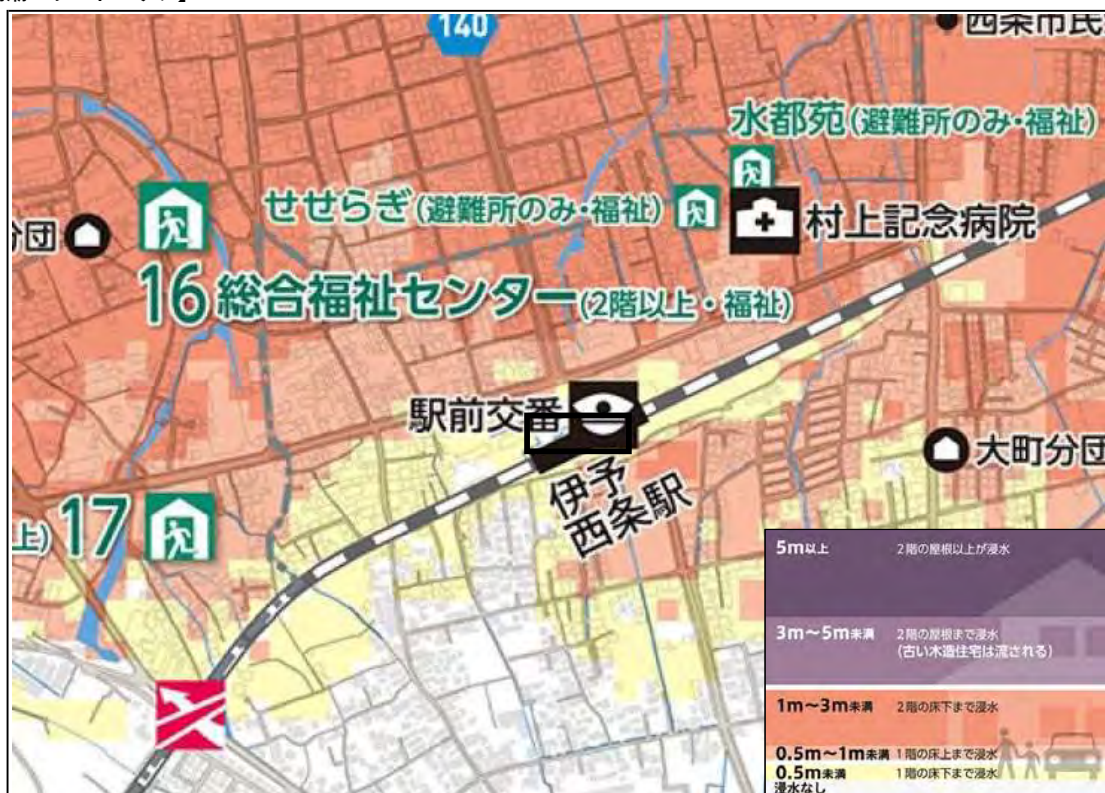 140
西条市民
水都苑(避難所のみ・福祉)
せせらぎ(避難所のみ・福祉)
分団
村上記念病院
16 総合福祉センター(2階以上・福祉)
駅前交番
大町分団
伊予
西条駅
上) 17
5m以上 2階の屋根以上が浸水
3m～5m未満 2階の屋根まで浸水
(古い木造住宅は流される)
1m～3m未満 2階の床下まで浸水
0.5m～1m未満 1階の床上まで浸水
0.5m未満 1階の床下まで浸水
浸水なし